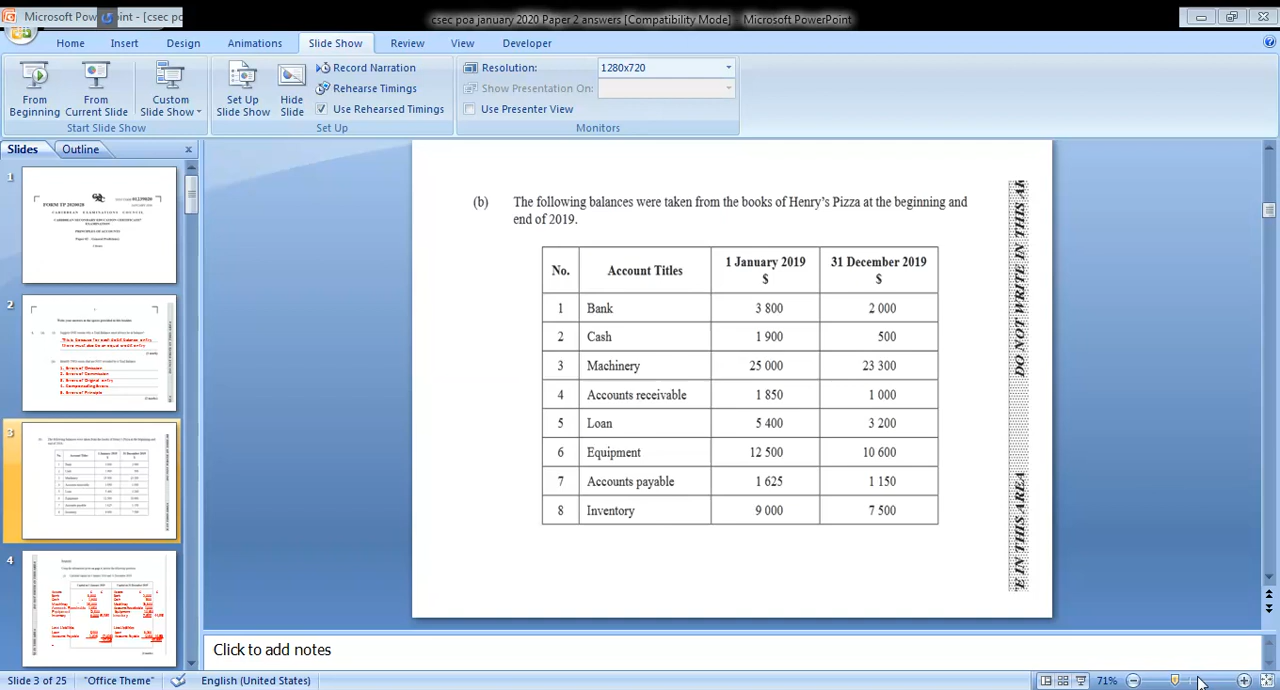 Microsoft Pow
int - [csec po
csec poa january 2020 Paper 2 answers [Compatibility Mode] - Microsoft PowerPoint
Home Insert Design Animations Slide Show Review View Developer
From Beginning
From Current Slide
Custom Slide Show
Set Up Slide Show
Hide Slide
Record Narration
Rehearse Timings
Use Rehearsed Timings
Resolution: 1280x720
Show Presentation On:
Use Presenter View
Start Slide Show
Set Up
Monitors
Slides Outline
1
2
3
4
(b) The following balances were taken from the books of Henry's Pizza at the beginning and
end of 2019.
No. Account Titles 1 January 2019 $ 31 December 2019 $
1 Bank 3 800 2 000
2 Cash 1 900 500
3 Machinery 25 000 23 300
4 Accounts receivable 1 850 1 000
5 Loan 5 400 3 200
6 Equipment 12 500 10 600
7 Accounts payable 1 625 1 150
8 Inventory 9 000 7 500
DO NOT WRITE IN THIS AR
E IN THIS AREA
Click to add notes
Slide 3 of 25 "Office Theme" English (United States) 71%